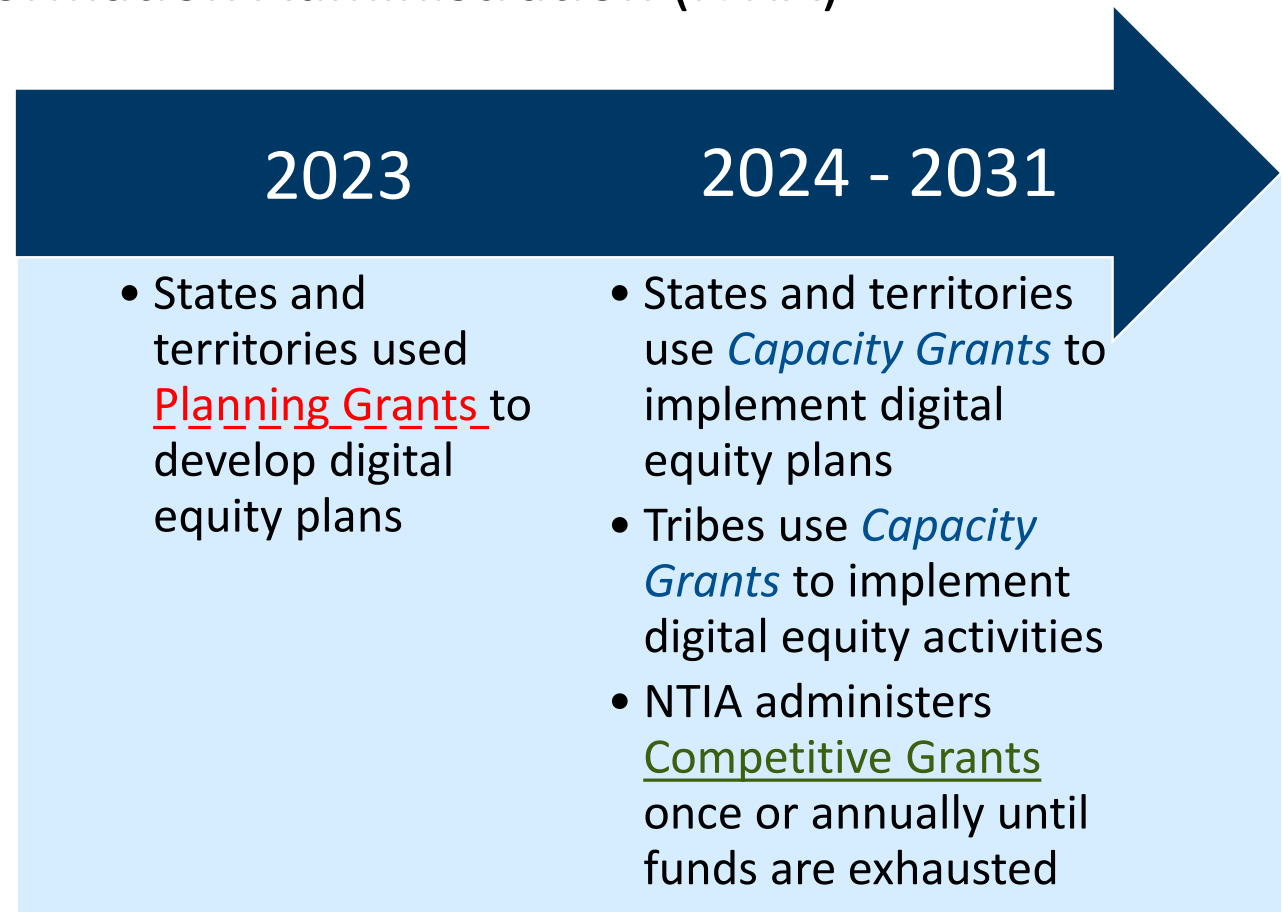 2023
2024 - 2031
• States and
territories used
Planning Grants to
develop digital
equity plans
• States and territories
use Capacity Grants to
implement digital
equity plans
• Tribes use Capacity
Grants to implement
digital equity activities
• NTIA administers
Competitive Grants
once or annually until
funds are exhausted